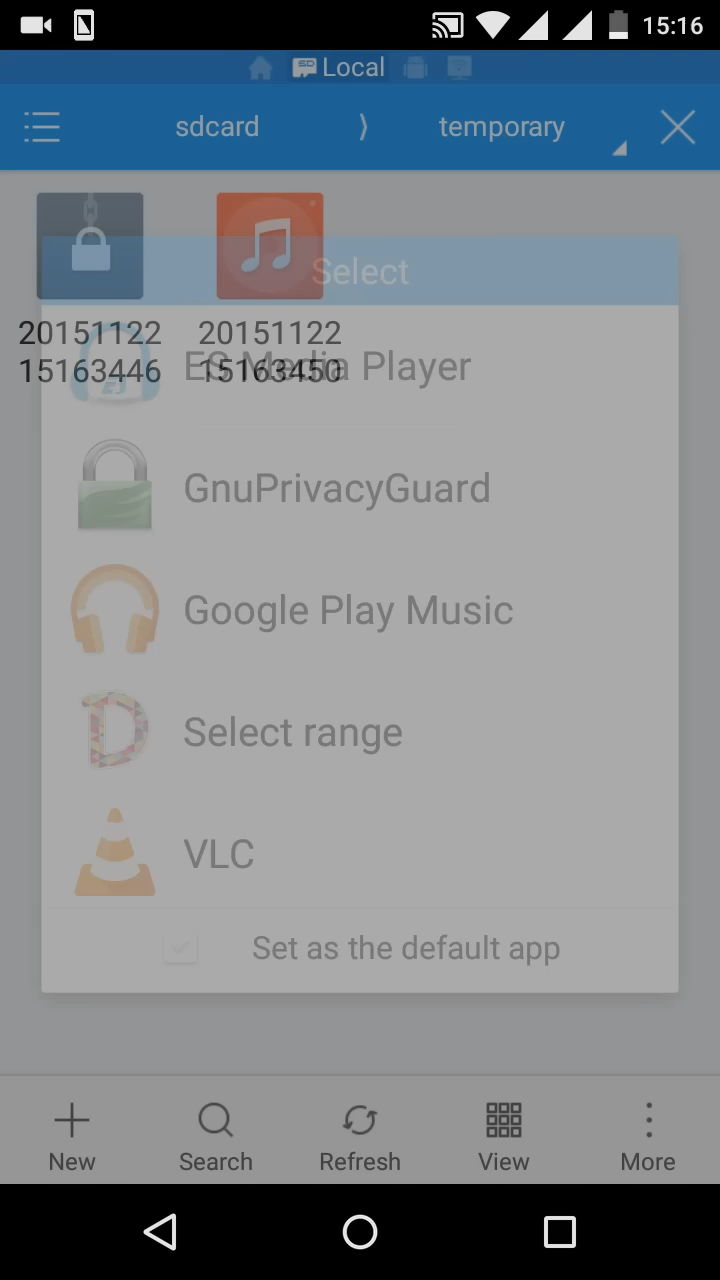 15:16
SD Local
sdcard
temporary
Select
20151122
15163446
20151122
15163450
ES Media Player
GnuPrivacyGuard
Google Play Music
Select range
VLC
Set as the default app
New
Search
Refresh
View
More